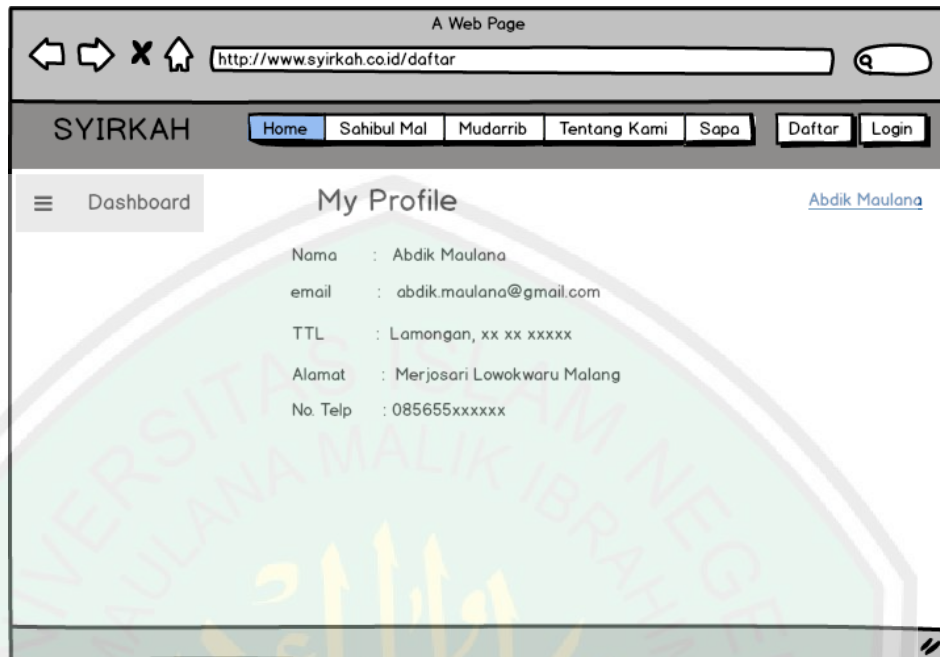 A Web Page
http://www.syirkah.co.id/daftar
SYIRKAH Home Sahibul Mal Mudarrib Tentang Kami Sapa Daftar Login
Dashboard My Profile Abdik Maulana
Nama : Abdik Maulana
email : abdik.maulana@gmail.com
TTL : Lamongan, xx xx xxxxx
Alamat : Merjosari Lowokwaru Malang
No. Telp : 085655xxxxxx